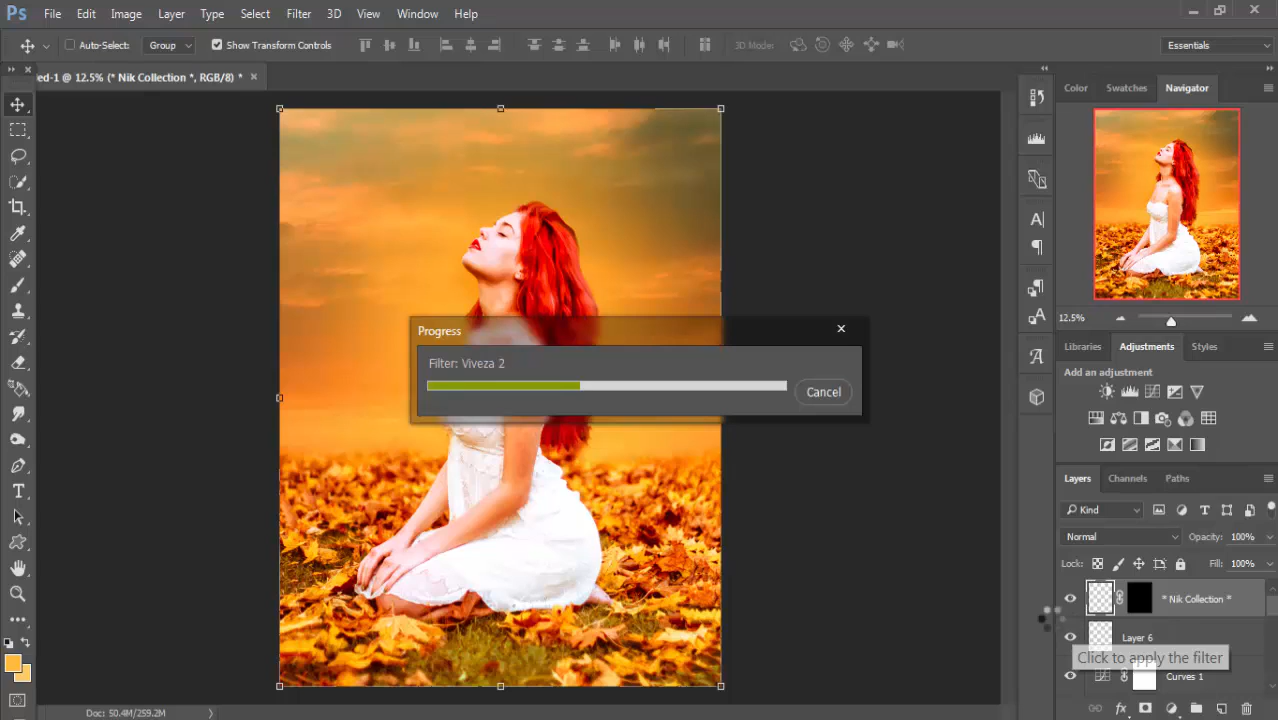 Ps File Edit Image Layer Type Select Filter 3D View Window Help
Auto-Select: Group Show Transform Controls 3D Mode: Essentials
ed-1 @ 12.5% (* Nik Collection *, RGB/8) *
Color Swatches Navigator
12.5%
Progress
Filter: Viveza 2
Cancel
Libraries Adjustments Styles
Add an adjustment
Layers Channels Paths
Kind
Normal Opacity: 100%
Lock: Fill: 100%
* Nik Collection *
Layer 6
Click to apply the filter
Curves 1
Doc: 50.4M/259.2M